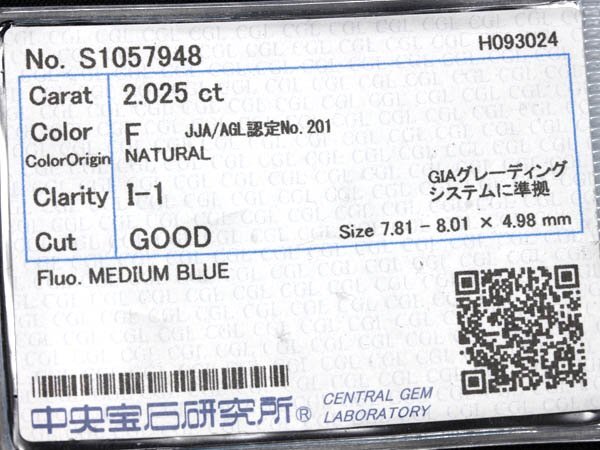 No. S1057948 H093024
Carat 2.025 ct
Color F JJA/AGL認定No.201
ColorOrigin NATURAL
Clarity I-1 GIAグレーディング
システムに準拠
Cut GOOD Size 7.81 - 8.01 × 4.98 mm
Fluo. MEDIUM BLUE
中央宝石研究所® CENTRAL GEM
LABORATORY